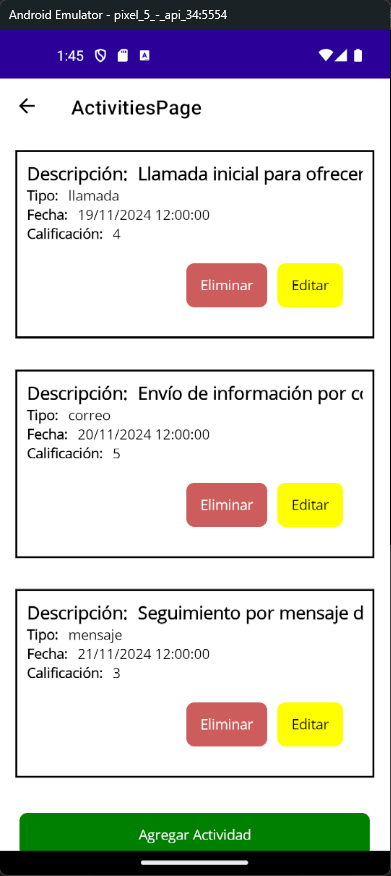 Android Emulator - pixel_5_-_api_34:5554
1:45
ActivitiesPage
Descripción: Llamada inicial para ofrecer
Tipo: llamada
Fecha: 19/11/2024 12:00:00
Calificación: 4
Eliminar Editar
Descripción: Envío de información por co
Tipo: correo
Fecha: 20/11/2024 12:00:00
Calificación: 5
Eliminar Editar
Descripción: Seguimiento por mensaje d
Tipo: mensaje
Fecha: 21/11/2024 12:00:00
Calificación: 3
Eliminar Editar
Agregar Actividad